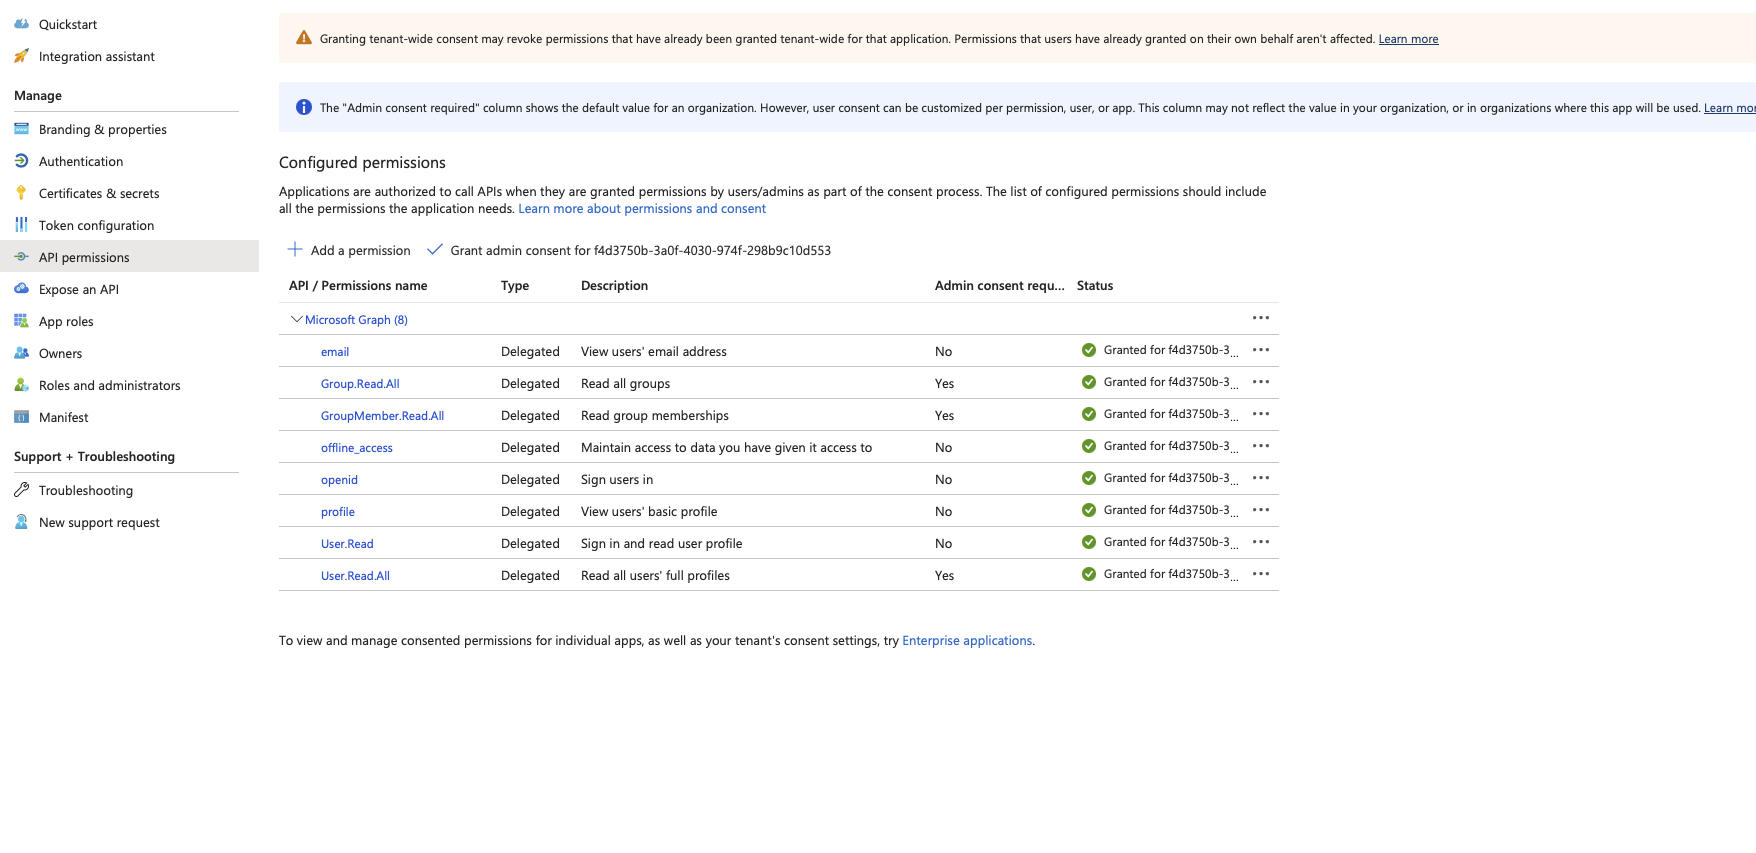 Quickstart
Integration assistant
Manage
Branding & properties
Authentication
Certificates & secrets
Token configuration
API permissions
Expose an API
App roles
Owners
Roles and administrators
Manifest
Support + Troubleshooting
Troubleshooting
New support request
Granting tenant-wide consent may revoke permissions that have already been granted tenant-wide for that application. Permissions that users have already granted on their own behalf aren't affected. Learn more
The "Admin consent required" column shows the default value for an organization. However, user consent can be customized per permission, user, or app. This column may not reflect the value in your organization, or in organizations where this app will be used. Learn mor
Configured permissions
Applications are authorized to call APIs when they are granted permissions by users/admins as part of the consent process. The list of configured permissions should include
all the permissions the application needs. Learn more about permissions and consent
Add a permission Grant admin consent for f4d3750b-3a0f-4030-974f-298b9c10d553
API / Permissions name Type Description Admin consent requ... Status
Microsoft Graph (8) ...
email Delegated View users' email address No Granted for f4d3750b-3... ...
Group.Read.All Delegated Read all groups Yes Granted for f4d3750b-3... ...
GroupMember.Read.All Delegated Read group memberships Yes Granted for f4d3750b-3... ...
offline_access Delegated Maintain access to data you have given it access to No Granted for f4d3750b-3... ...
openid Delegated Sign users in No Granted for f4d3750b-3... ...
profile Delegated View users' basic profile No Granted for f4d3750b-3... ...
User.Read Delegated Sign in and read user profile No Granted for f4d3750b-3... ...
User.Read.All Delegated Read all users' full profiles Yes Granted for f4d3750b-3... ...
To view and manage consented permissions for individual apps, as well as your tenant's consent settings, try Enterprise applications.